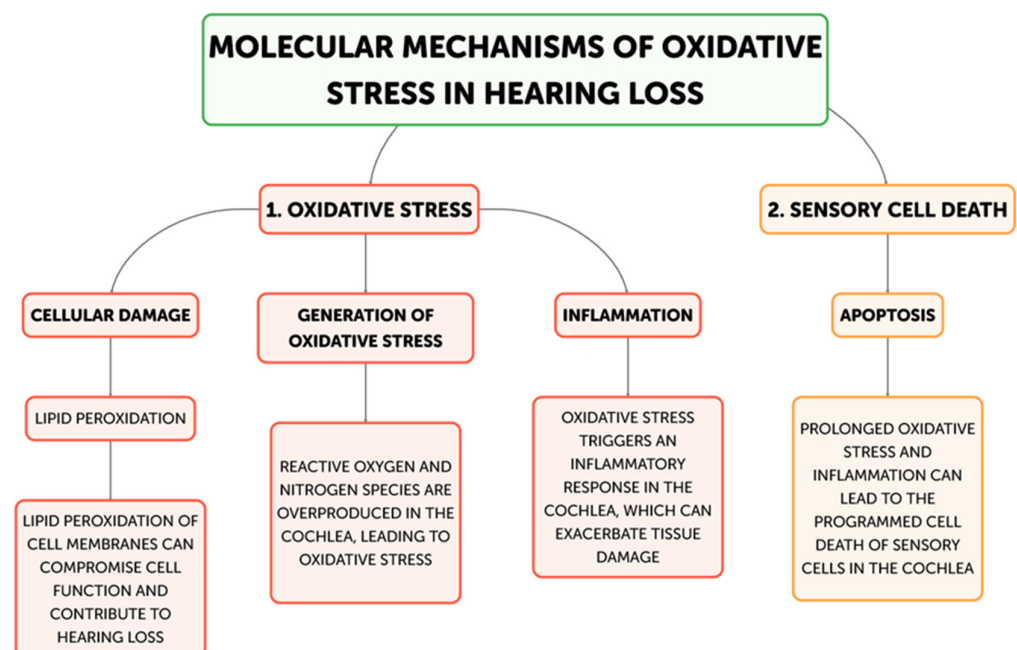 MOLECULAR MECHANISMS OF OXIDATIVE
STRESS IN HEARING LOSS
1. OXIDATIVE STRESS
2. SENSORY CELL DEATH
CELLULAR DAMAGE
GENERATION OF
OXIDATIVE STRESS
INFLAMMATION
APOPTOSIS
LIPID PEROXIDATION
LIPID PEROXIDATION OF
CELL MEMBRANES CAN
COMPROMISE CELL
FUNCTION AND
CONTRIBUTE TO
HEARING LOSS
REACTIVE OXYGEN AND
NITROGEN SPECIES ARE
OVERPRODUCED IN THE
COCHLEA, LEADING TO
OXIDATIVE STRESS
OXIDATIVE STRESS
TRIGGERS AN
INFLAMMATORY
RESPONSE IN THE
COCHLEA, WHICH CAN
EXACERBATE TISSUE
DAMAGE
PROLONGED OXIDATIVE
STRESS AND
INFLAMMATION CAN
LEAD TO THE
PROGRAMMED CELL
DEATH OF SENSORY
CELLS IN THE COCHLEA